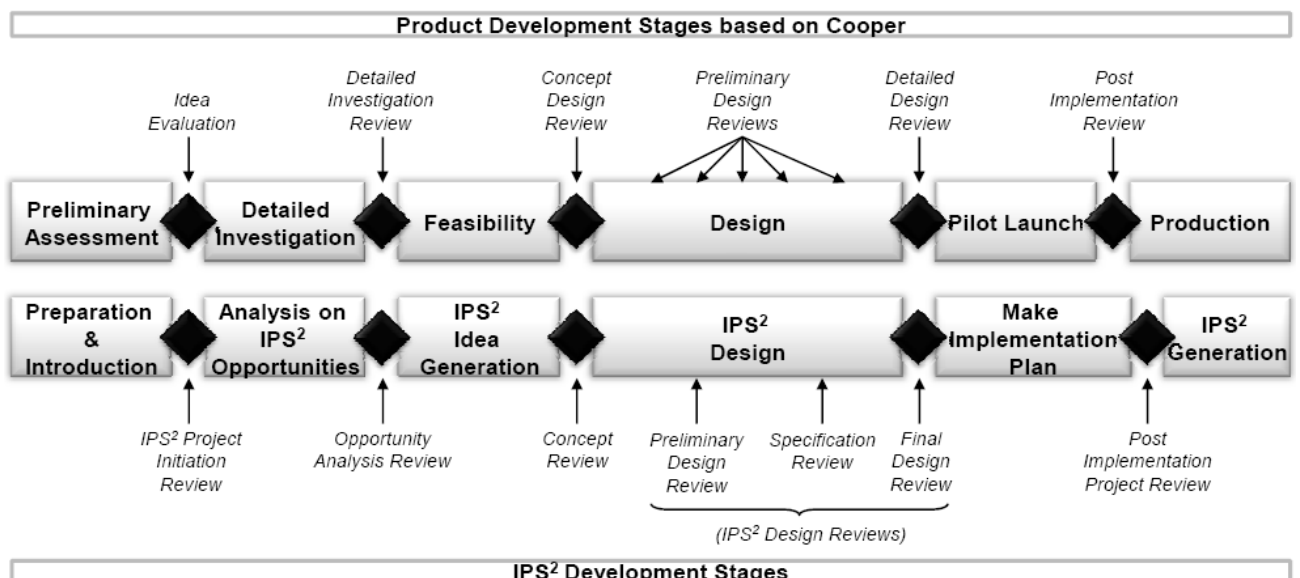 Product Development Stages based on Cooper
Idea
Evaluation
Detailed
Investigation
Review
Concept
Design
Review
Preliminary
Design
Reviews
Detailed
Design
Review
Post
Implementation
Review
Preliminary
Assessment
Detailed
Investigation
Feasibility
Design
Pilot Launch
Production
Preparation
&
Introduction
Analysis on
IPS²
Opportunities
IPS²
Idea
Generation
IPS²
Design
Make
Implementation
Plan
IPS²
Generation
IPS² Project
Initiation
Review
Opportunity
Analysis Review
Concept
Review
Preliminary
Design
Review
Specification
Review
Final
Design
Review
Post
Implementation
Project Review
(IPS² Design Reviews)
IPS² Development Stages